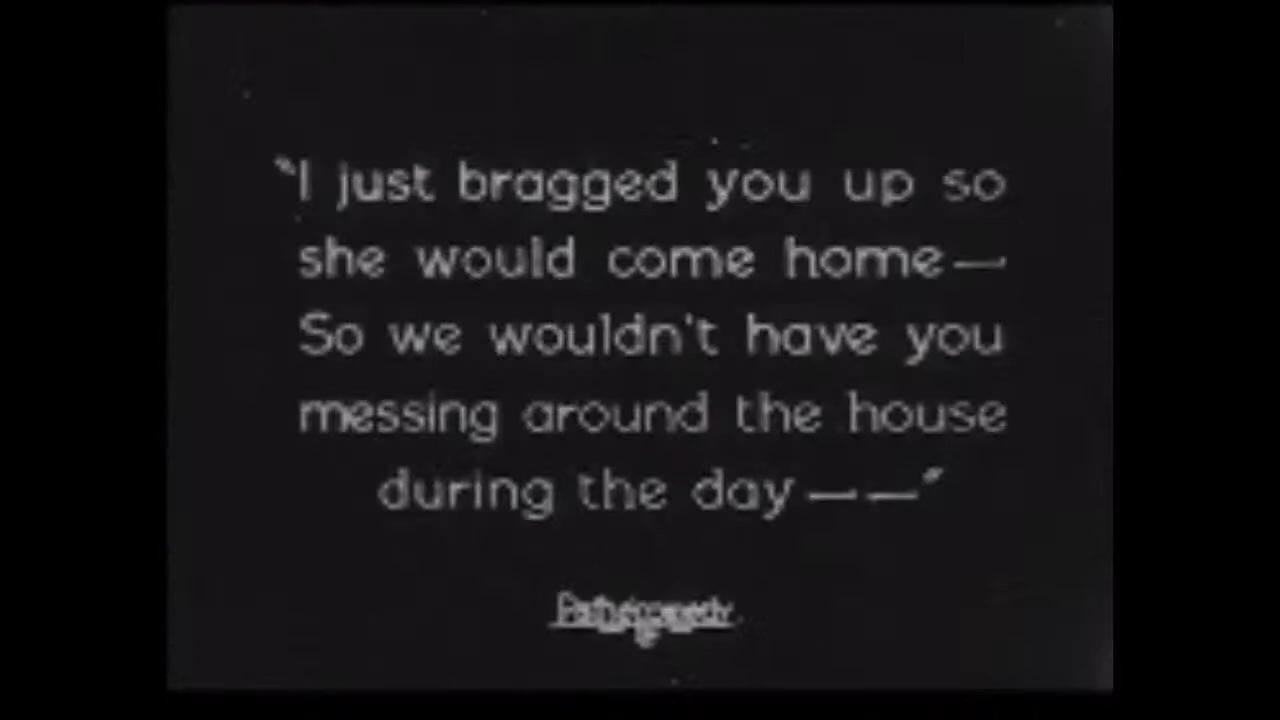 "I just bragged you up so
she would come home—
So we wouldn't have you
messing around the house
during the day——"
Pathécomedy